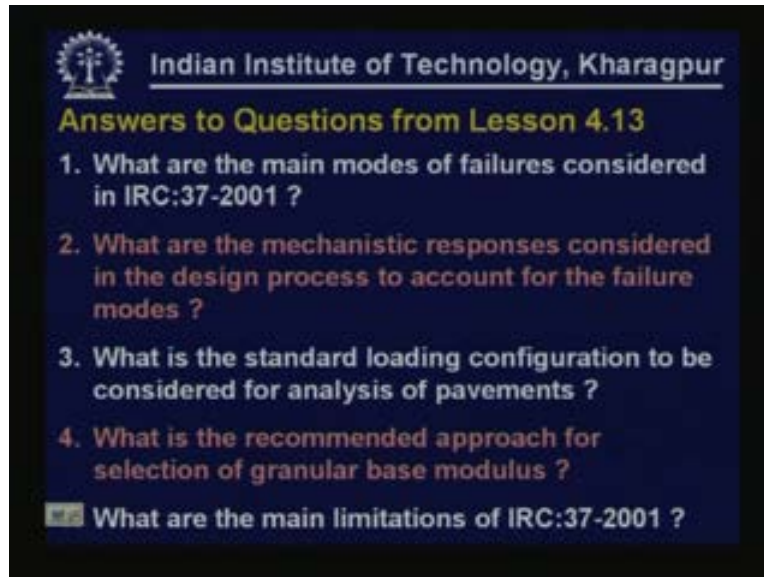 Indian Institute of Technology, Kharagpur
Answers to Questions from Lesson 4.13
1. What are the main modes of failures considered
in IRC:37-2001 ?
2. What are the mechanistic responses considered
in the design process to account for the failure
modes ?
3. What is the standard loading configuration to be
considered for analysis of pavements ?
4. What is the recommended approach for
selection of granular base modulus ?
What are the main limitations of IRC:37-2001 ?